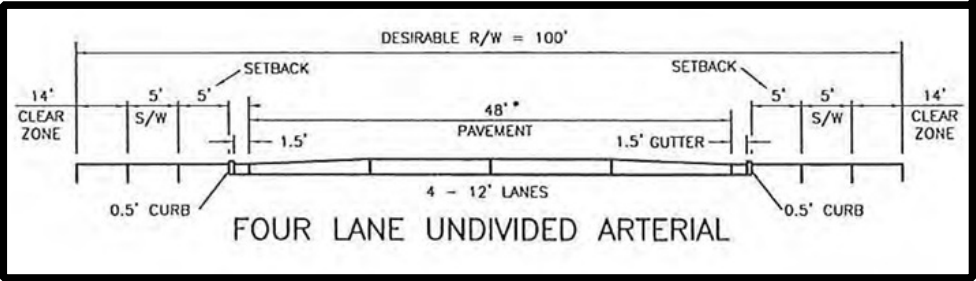 DESIRABLE R/W = 100'
SETBACK
SETBACK
14'
CLEAR
ZONE
5'
S/W
5'
48'*
PAVEMENT
5'
5'
S/W
14'
CLEAR
ZONE
1.5'
1.5' GUTTER
4 - 12' LANES
0.5' CURB
0.5' CURB
FOUR LANE UNDIVIDED ARTERIAL